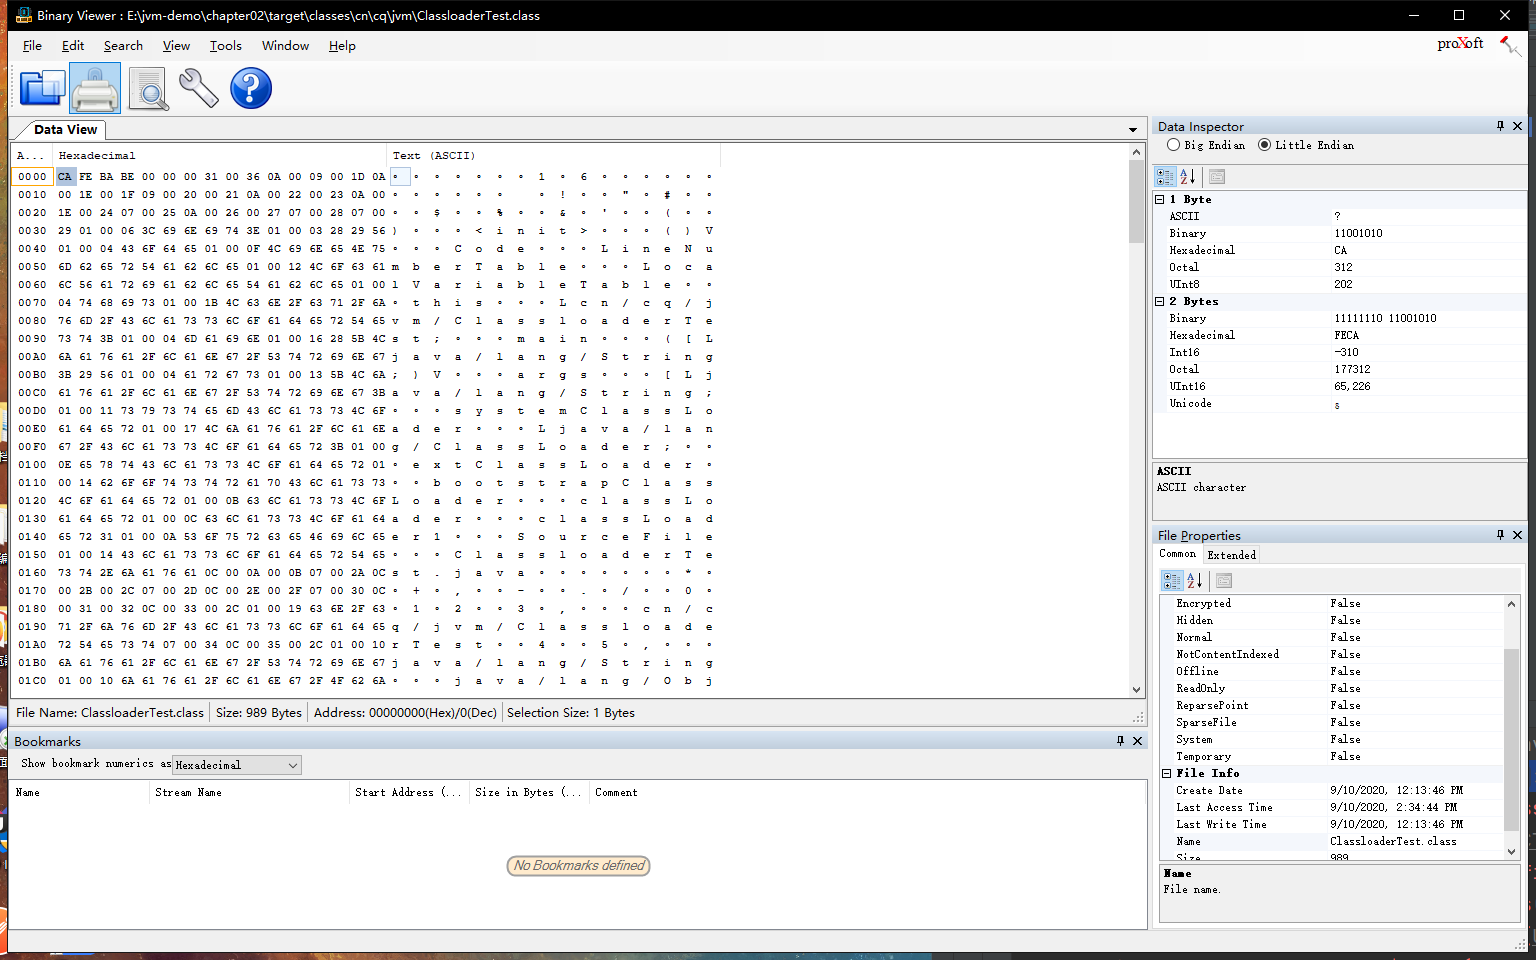 Binary Viewer : E:\jvm-demo\chapter02\target\classes\cn\cq\jvm\ClassloaderTest.class
File Edit Search View Tools Window Help
proXoft
Data View
A... Hexadecimal Text (ASCII)
0000 CA FE BA BE 00 00 00 31 00 36 0A 00 09 00 1D 0A ∘ ∘ ∘ ∘ ∘ ∘ ∘ 1 ∘ 6 ∘ ∘ ∘ ∘ ∘ ∘
0010 00 1E 00 1F 09 00 20 00 21 0A 00 22 00 23 0A 00 ∘ ∘ ∘ ∘ ∘ ∘   ∘ ! ∘ ∘ " ∘ # ∘ ∘
0020 1E 00 24 07 00 25 0A 00 26 00 27 07 00 28 07 00 ∘ ∘ $ ∘ ∘ % ∘ ∘ & ∘ ' ∘ ∘ ( ∘ ∘
0030 29 01 00 06 3C 69 6E 69 74 3E 01 00 03 28 29 56 ) ∘ ∘ ∘ < i n i t > ∘ ∘ ∘ ( ) V
0040 01 00 04 43 6F 64 65 01 00 0F 4C 69 6E 65 4E 75 ∘ ∘ ∘ C o d e ∘ ∘ ∘ L i n e N u
0050 6D 62 65 72 54 61 62 6C 65 01 00 12 4C 6F 63 61 m b e r T a b l e ∘ ∘ ∘ L o c a
0060 6C 56 61 72 69 61 62 6C 65 54 61 62 6C 65 01 00 l V a r i a b l e T a b l e ∘ ∘
0070 04 74 68 69 73 01 00 1B 4C 63 6E 2F 63 71 2F 6A ∘ t h i s ∘ ∘ ∘ L c n / c q / j
0080 76 6D 2F 43 6C 61 73 73 6C 6F 61 64 65 72 54 65 v m / C l a s s l o a d e r T e
0090 73 74 3B 01 00 04 6D 61 69 6E 01 00 16 28 5B 4C s t ; ∘ ∘ ∘ m a i n ∘ ∘ ∘ ( [ L
00A0 6A 61 76 61 2F 6C 61 6E 67 2F 53 74 72 69 6E 67 j a v a / l a n g / S t r i n g
00B0 3B 29 56 01 00 04 61 72 67 73 01 00 13 5B 4C 6A ; ) V ∘ ∘ ∘ a r g s ∘ ∘ ∘ [ L j
00C0 61 76 61 2F 6C 61 6E 67 2F 53 74 72 69 6E 67 3B a v a / l a n g / S t r i n g ;
00D0 01 00 11 73 79 73 74 65 6D 43 6C 61 73 73 4C 6F ∘ ∘ ∘ s y s t e m C l a s s L o
00E0 61 64 65 72 01 00 17 4C 6A 61 76 61 2F 6C 61 6E a d e r ∘ ∘ ∘ L j a v a / l a n
00F0 67 2F 43 6C 61 73 73 4C 6F 61 64 65 72 3B 01 00 g / C l a s s L o a d e r ; ∘ ∘
0100 0E 65 78 74 43 6C 61 73 73 4C 6F 61 64 65 72 01 ∘ e x t C l a s s L o a d e r ∘
0110 00 14 62 6F 6F 74 73 74 72 61 70 43 6C 61 73 73 ∘ ∘ b o o t s t r a p C l a s s
0120 4C 6F 61 64 65 72 01 00 0B 63 6C 61 73 73 4C 6F L o a d e r ∘ ∘ ∘ c l a s s L o
0130 61 64 65 72 01 00 0C 63 6C 61 73 73 4C 6F 61 64 a d e r ∘ ∘ ∘ c l a s s L o a d
0140 65 72 31 01 00 0A 53 6F 75 72 63 65 46 69 6C 65 e r 1 ∘ ∘ ∘ S o u r c e F i l e
0150 01 00 14 43 6C 61 73 73 6C 6F 61 64 65 72 54 65 ∘ ∘ ∘ C l a s s l o a d e r T e
0160 73 74 2E 6A 61 76 61 0C 00 0A 00 0B 07 00 2A 0C s t . j a v a ∘ ∘ ∘ ∘ ∘ ∘ ∘ * ∘
0170 00 2B 00 2C 07 00 2D 0C 00 2E 00 2F 07 00 30 0C ∘ + ∘ , ∘ ∘ - ∘ ∘ . ∘ / ∘ ∘ 0 ∘
0180 00 31 00 32 0C 00 33 00 2C 01 00 19 63 6E 2F 63 ∘ 1 ∘ 2 ∘ ∘ 3 ∘ , ∘ ∘ ∘ c n / c
0190 71 2F 6A 76 6D 2F 43 6C 61 73 73 6C 6F 61 64 65 q / j v m / C l a s s l o a d e
01A0 72 54 65 73 74 07 00 34 0C 00 35 00 2C 01 00 10 r T e s t ∘ ∘ 4 ∘ ∘ 5 ∘ , ∘ ∘ ∘
01B0 6A 61 76 61 2F 6C 61 6E 67 2F 53 74 72 69 6E 67 j a v a / l a n g / S t r i n g
01C0 01 00 10 6A 61 76 61 2F 6C 61 6E 67 2F 4F 62 6A ∘ ∘ ∘ j a v a / l a n g / O b j
File Name: ClassloaderTest.class Size: 989 Bytes Address: 00000000(Hex)/0(Dec) Selection Size: 1 Bytes
Bookmarks
Show bookmark numerics as Hexadecimal
Name Stream Name Start Address (... Size in Bytes (... Comment
No Bookmarks defined
Data Inspector
Big Endian Little Endian
1 Byte
ASCII ?
Binary 11001010
Hexadecimal CA
Octal 312
UInt8 202
2 Bytes
Binary 11111110 11001010
Hexadecimal FECA
Int16 -310
Octal 177312
UInt16 65,226
Unicode
ASCII
ASCII character
File Properties
Common Extended
Encrypted False
Hidden False
Normal False
NotContentIndexed False
Offline False
ReadOnly False
ReparsePoint False
SparseFile False
System False
Temporary False
File Info
Create Date 9/10/2020, 12:13:46 PM
Last Access Time 9/10/2020, 2:34:44 PM
Last Write Time 9/10/2020, 12:13:46 PM
Name ClassloaderTest.class
Size 989
Name
File name.